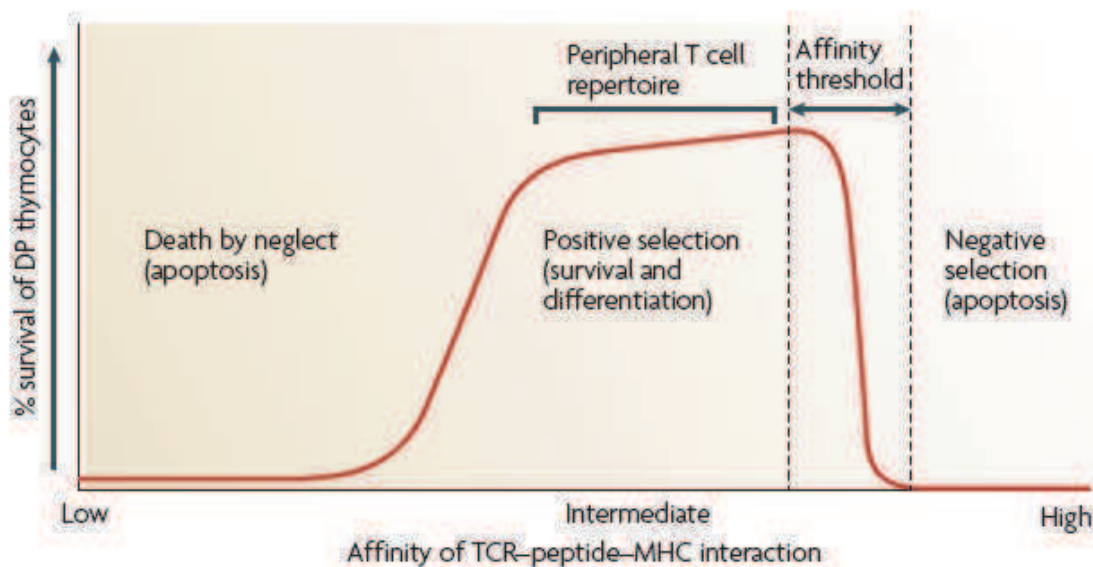 Peripheral T cell
repertoire
Affinity
threshold
% survival of DP thymocytes
Death by neglect
(apoptosis)
Positive selection
(survival and
differentiation)
Negative
selection
(apoptosis)
Low
Intermediate
High
Affinity of TCR–peptide–MHC interaction